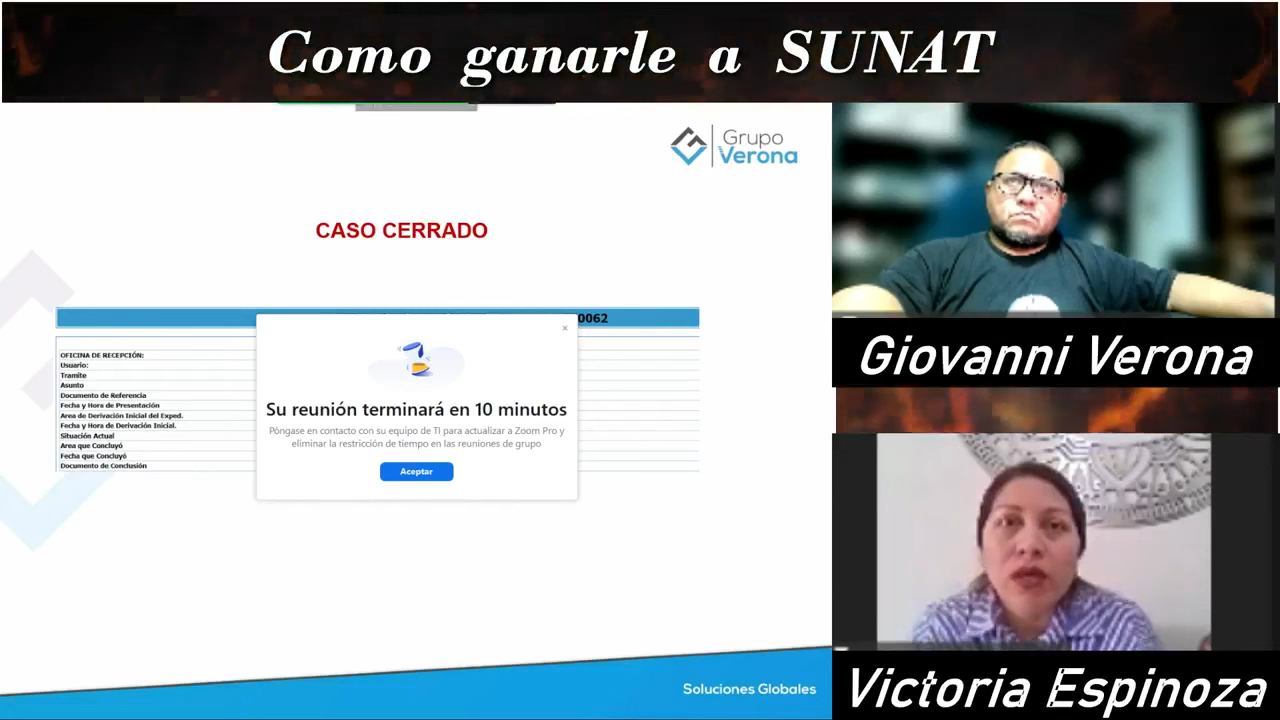 Como ganarle a SUNAT
Grupo
Verona
CASO CERRADO
0062
OFICINA DE RECEPCIÓN:
Usuario:
Tramite
Asunto
Documento de Referencia
Fecha y Hora de Presentación
Area de Derivación Inicial del Exped.
Fecha y Hora de Derivación Inicial.
Situación Actual
Area que Concluyó
Fecha que Concluyó
Documento de Conclusión
Su reunión terminará en 10 minutos
Póngase en contacto con su equipo de TI para actualizar a Zoom Pro y
eliminar la restricción de tiempo en las reuniones de grupo
Aceptar
Soluciones Globales
Giovanni Verona
Victoria Espinoza